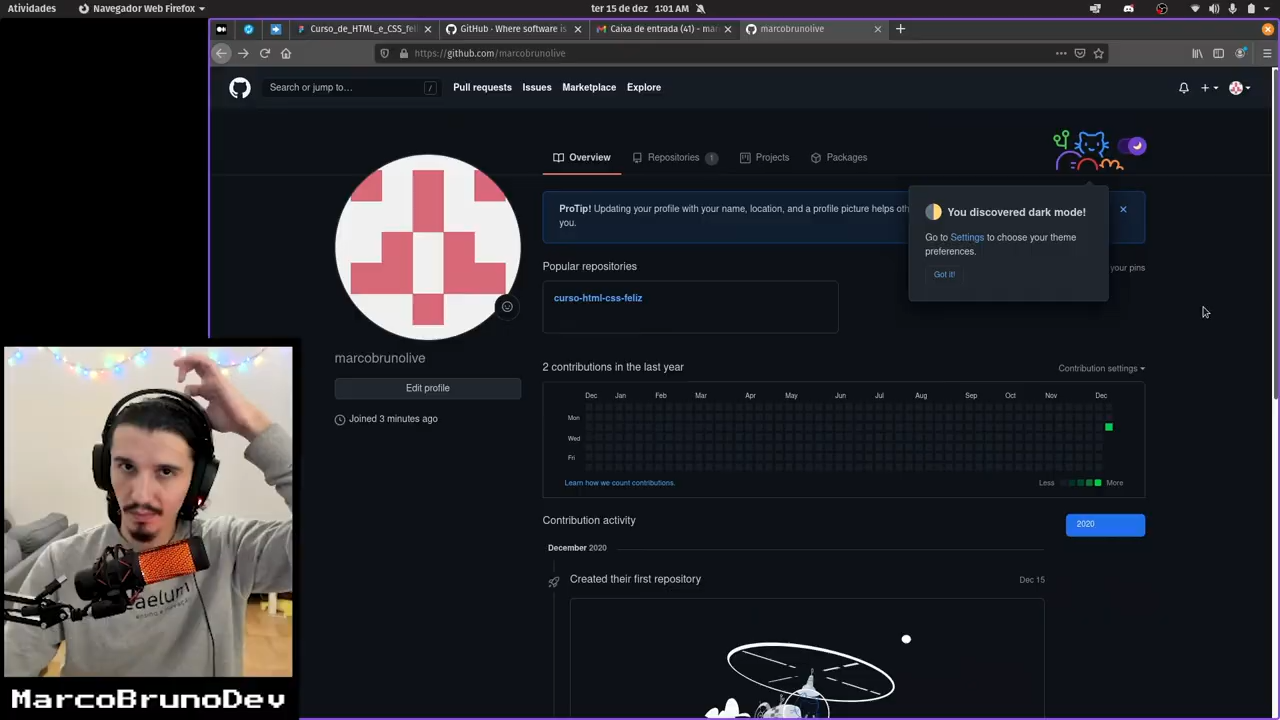 Atividades
Navegador Web Firefox
ter 15 de dez 1:01 AM
Curso_de_HTML_e_CSS_fel
GitHub - Where software is
Caixa de entrada (41) - mar
marcobrunolive
https://github.com/marcobrunolive
Search or jump to…
/
Pull requests
Issues
Marketplace
Explore
Overview
Repositories 1
Projects
Packages
ProTip! Updating your profile with your name, location, and a profile picture helps
you.
You discovered dark mode!
Go to Settings to choose your theme
preferences.
Got it!
Popular repositories
your pins
curso-html-css-feliz
marcobrunolive
Edit profile
Joined 3 minutes ago
2 contributions in the last year
Contribution settings
Dec Jan Feb Mar Apr May Jun Jul Aug Sep Oct Nov Dec
Mon
Wed
Fri
Learn how we count contributions.
Less More
Contribution activity
2020
December 2020
Created their first repository
Dec 15
aelum
MarcoBrunoDev